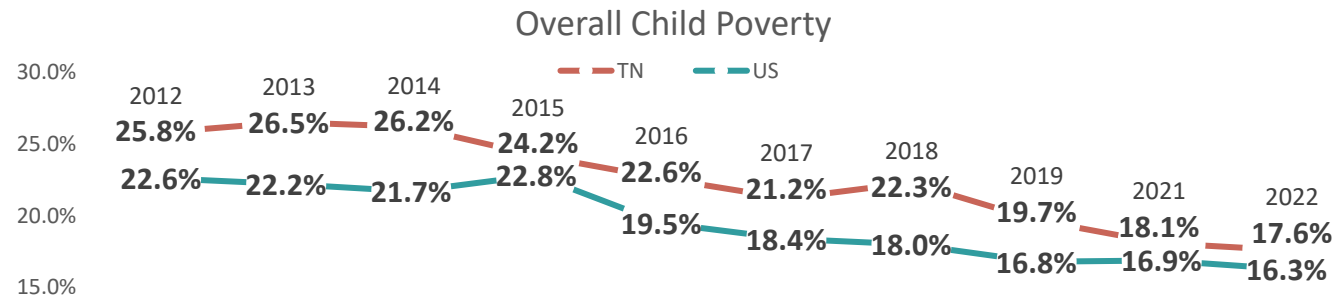 Overall Child Poverty
TN US
30.0%
25.0%
20.0%
15.0%
2012 2013 2014 2015 2016 2017 2018 2019 2021 2022
25.8% 26.5% 26.2% 24.2% 22.6% 21.2% 22.3% 19.7% 18.1% 17.6%
22.6% 22.2% 21.7% 22.8% 19.5% 18.4% 18.0% 16.8% 16.9% 16.3%